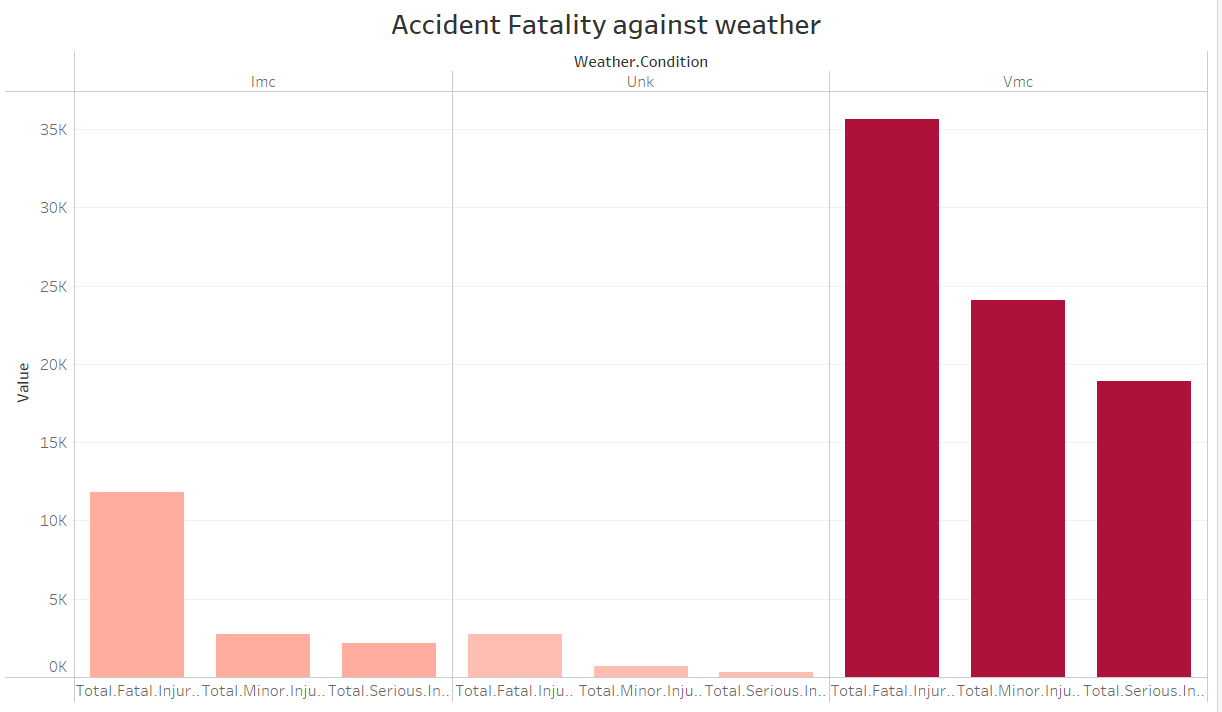 Accident Fatality against weather
Weather.Condition
Imc Unk Vmc
35K
30K
25K
20K
15K
10K
5K
0K
Value
Total.Fatal.Injur.. Total.Minor.Inju.. Total.Serious.In.. Total.Fatal.Inju.. Total.Minor.Inju.. Total.Serious.In.. Total.Fatal.Injur.. Total.Minor.Inju.. Total.Serious.In..